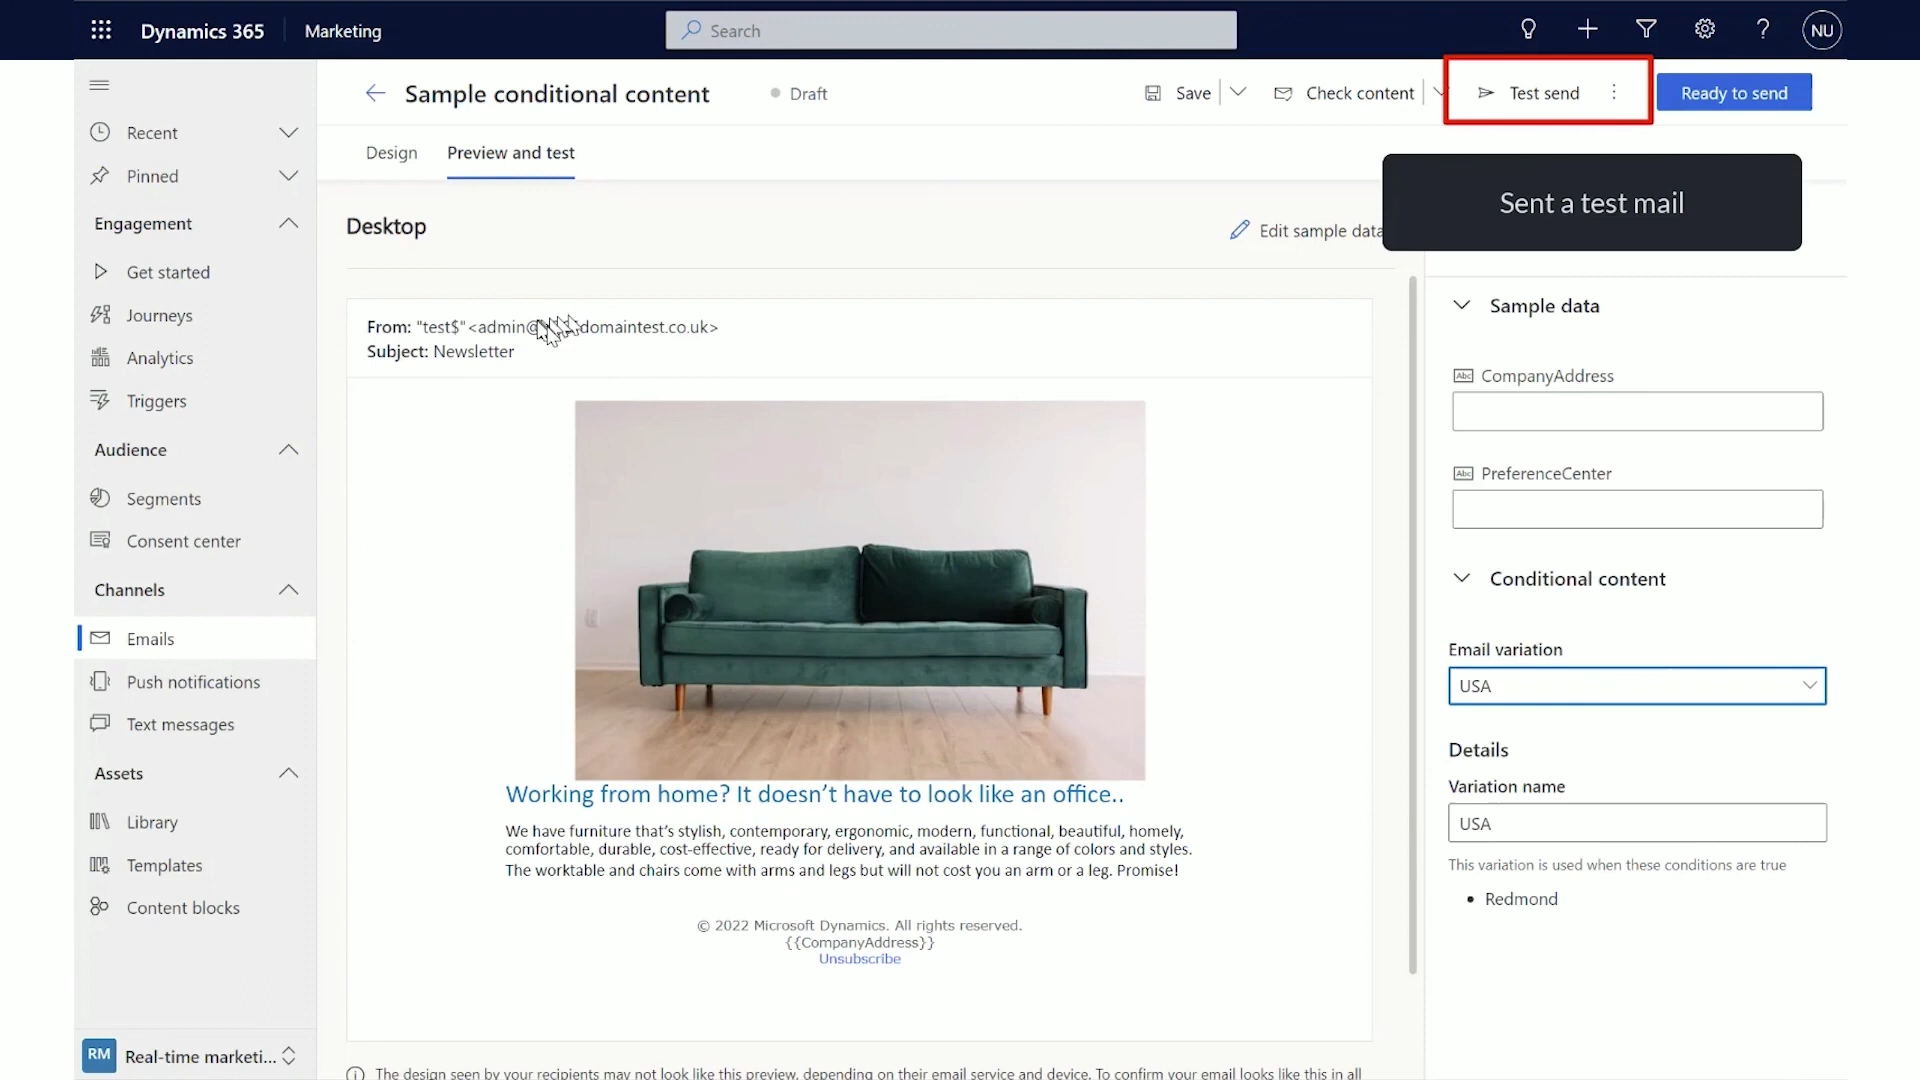 Dynamics 365
Marketing
Search
NU
Recent
Pinned
Engagement
Get started
Journeys
Analytics
Triggers
Audience
Segments
Consent center
Channels
Emails
Push notifications
Text messages
Assets
Library
Templates
Content blocks
RM Real-time marketi...
Sample conditional content
Draft
Save
Check content
Test send
Ready to send
Sent a test mail
Design
Preview and test
Desktop
Edit sample data
From: "test$"<admin@ domaintest.co.uk>
Subject: Newsletter
Working from home? It doesn’t have to look like an office..
We have furniture that’s stylish, contemporary, ergonomic, modern, functional, beautiful, homely,
comfortable, durable, cost-effective, ready for delivery, and available in a range of colors and styles.
The worktable and chairs come with arms and legs but will not cost you an arm or a leg. Promise!
© 2022 Microsoft Dynamics. All rights reserved.
{{CompanyAddress}}
Unsubscribe
The design seen by your recipients may not look like this preview, depending on their email service and device. To confirm your email looks like this in all
Sample data
Abc CompanyAddress
Abc PreferenceCenter
Conditional content
Email variation
USA
Details
Variation name
USA
This variation is used when these conditions are true
• Redmond